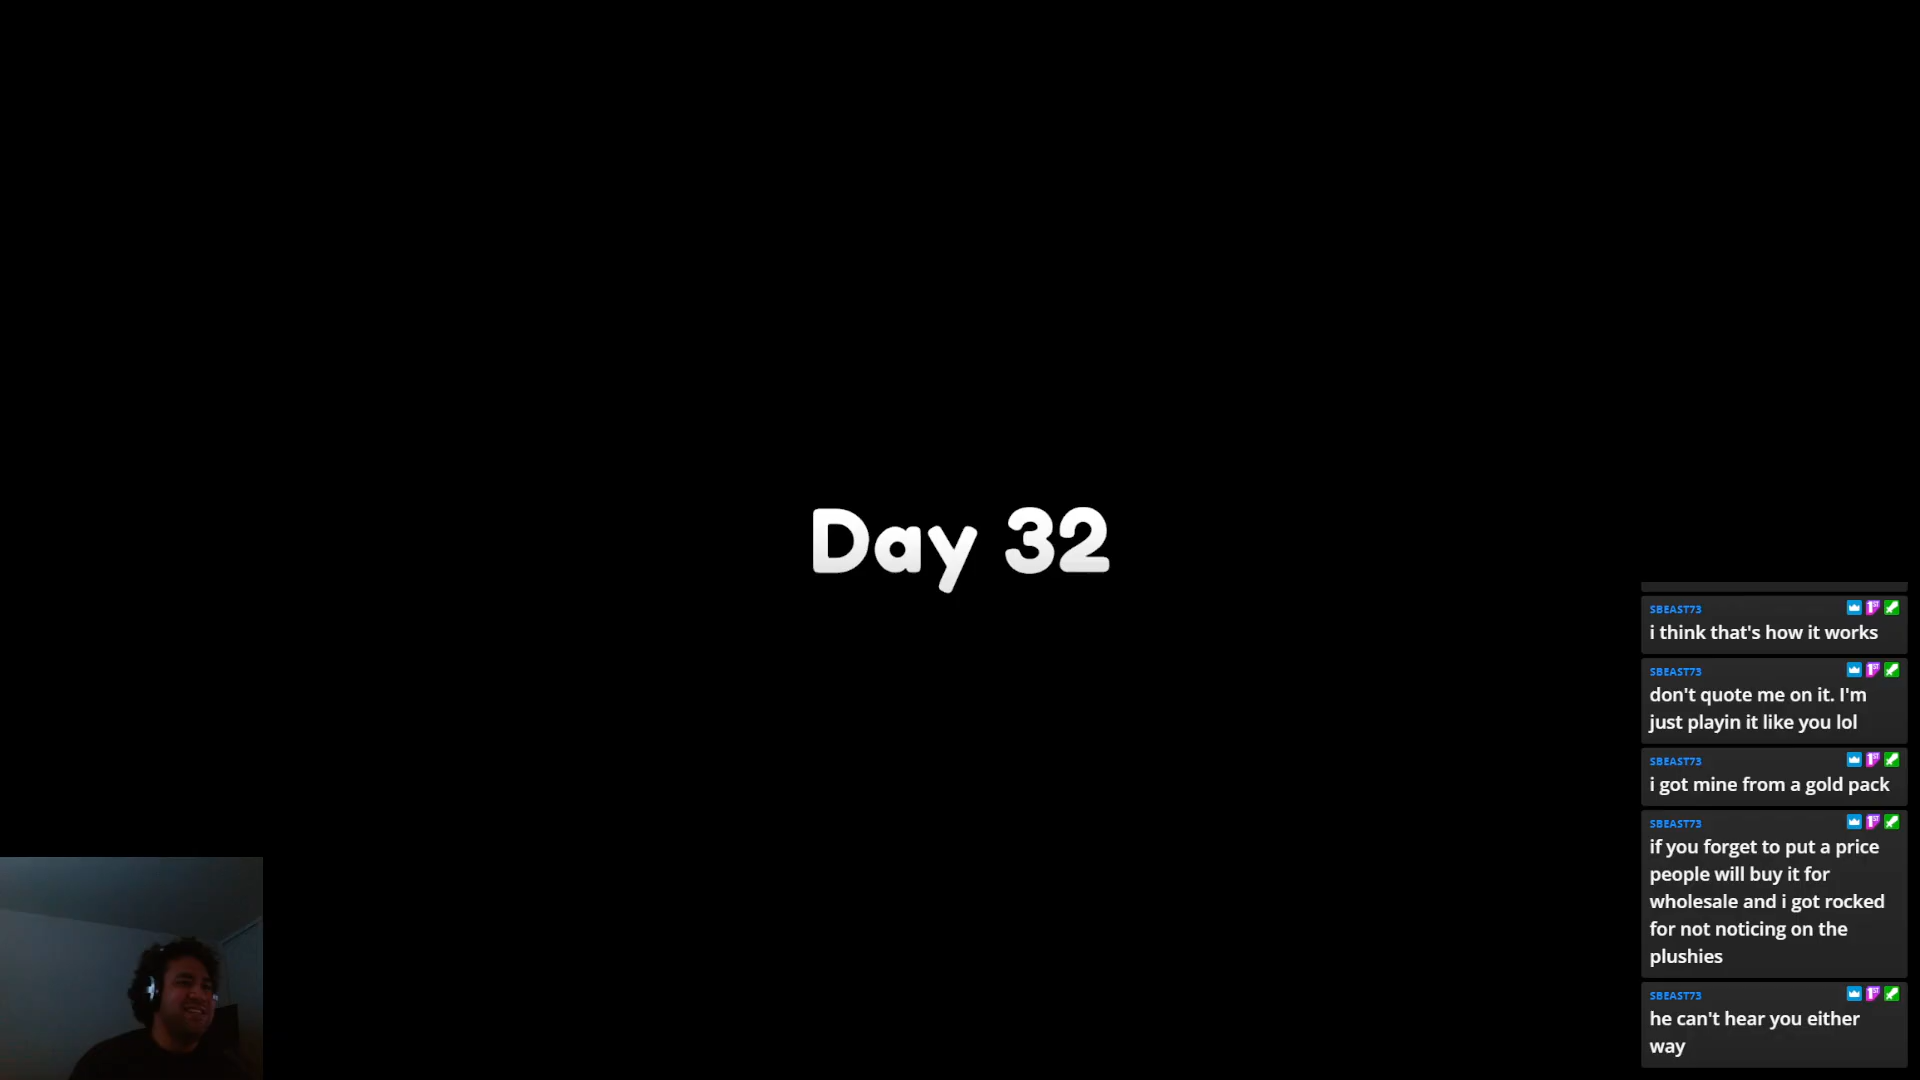 Day 32
SBEAST73
i think that's how it works
SBEAST73
don't quote me on it. I'm
just playin it like you lol
SBEAST73
i got mine from a gold pack
SBEAST73
if you forget to put a price
people will buy it for
wholesale and i got rocked
for not noticing on the
plushies
SBEAST73
he can't hear you either
way